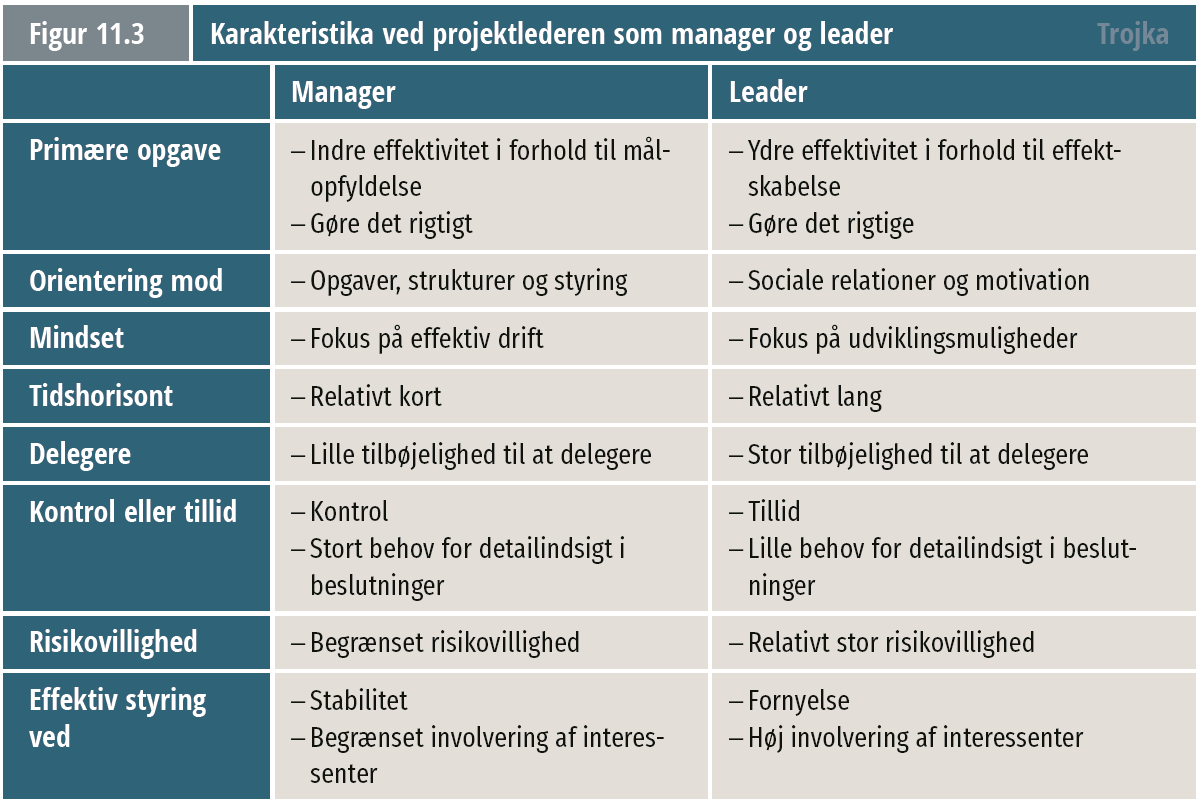 Figur 11.3
Karakteristika ved projektlederen som manager og leader
Trojka
Manager
Leader
Primære opgave
– Indre effektivitet i forhold til mål-
opfyldelse
– Gøre det rigtigt
– Ydre effektivitet i forhold til effekt-
skabelse
– Gøre det rigtige
Orientering mod
– Opgaver, strukturer og styring
– Sociale relationer og motivation
Mindset
– Fokus på effektiv drift
– Fokus på udviklingsmuligheder
Tidshorisont
– Relativt kort
– Relativt lang
Delegere
– Lille tilbøjelighed til at delegere
– Stor tilbøjelighed til at delegere
Kontrol eller tillid
– Kontrol
– Stort behov for detailindsigt i
beslutninger
– Tillid
– Lille behov for detailindsigt i beslut-
ninger
Risikovillighed
– Begrænset risikovillighed
– Relativt stor risikovillighed
Effektiv styring
ved
– Stabilitet
– Begrænset involvering af interes-
senter
– Fornyelse
– Høj involvering af interessenter